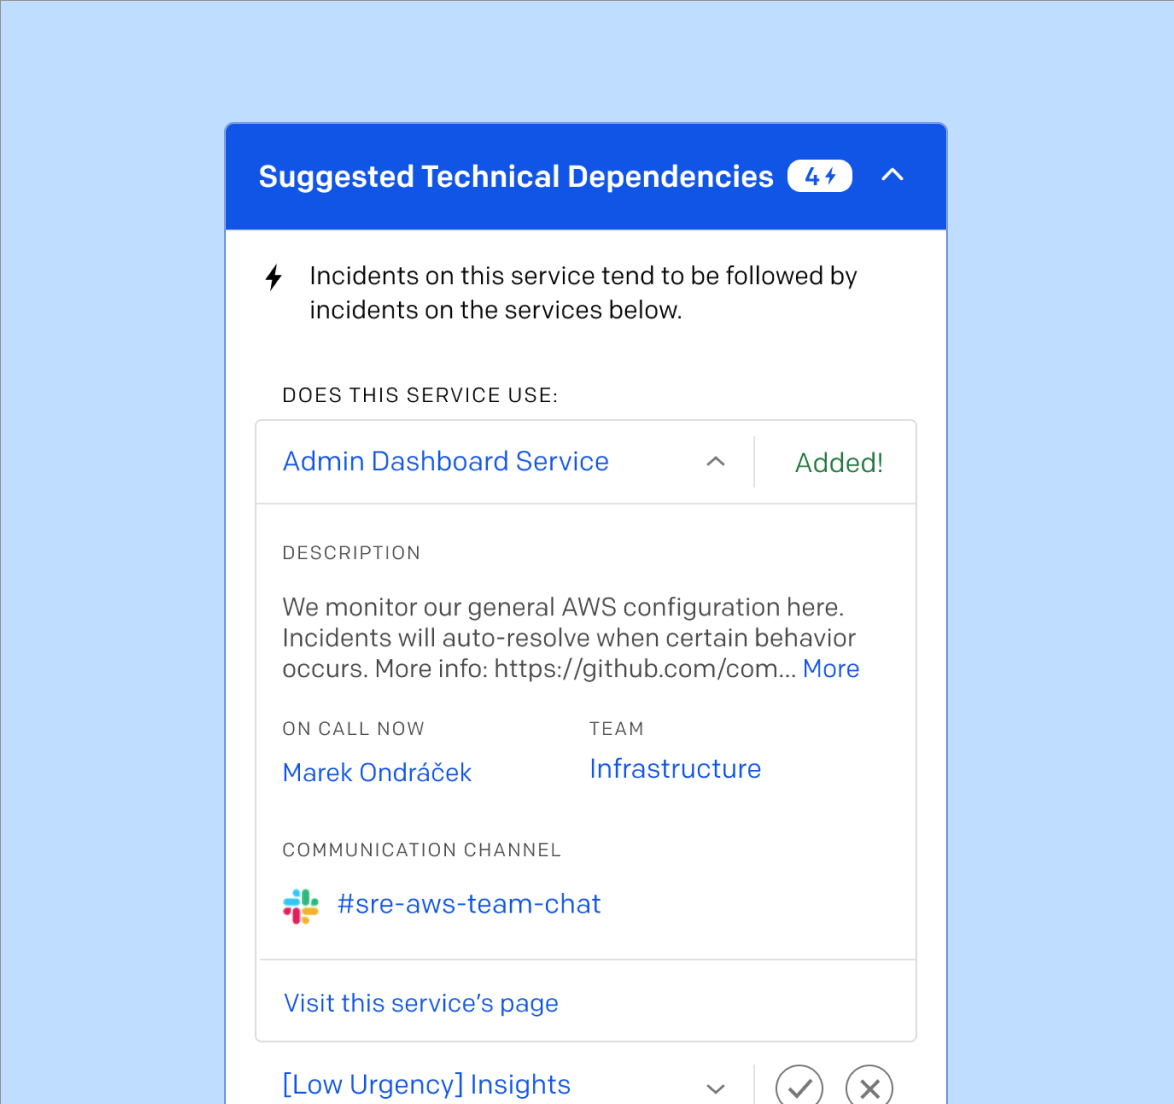 Suggested Technical Dependencies 4
Incidents on this service tend to be followed by
incidents on the services below.
DOES THIS SERVICE USE:
Admin Dashboard Service Added!
DESCRIPTION
We monitor our general AWS configuration here.
Incidents will auto-resolve when certain behavior
occurs. More info: https://github.com/com... More
ON CALL NOW
Marek Ondráček
TEAM
Infrastructure
COMMUNICATION CHANNEL
#sre-aws-team-chat
Visit this service's page
[Low Urgency] Insights